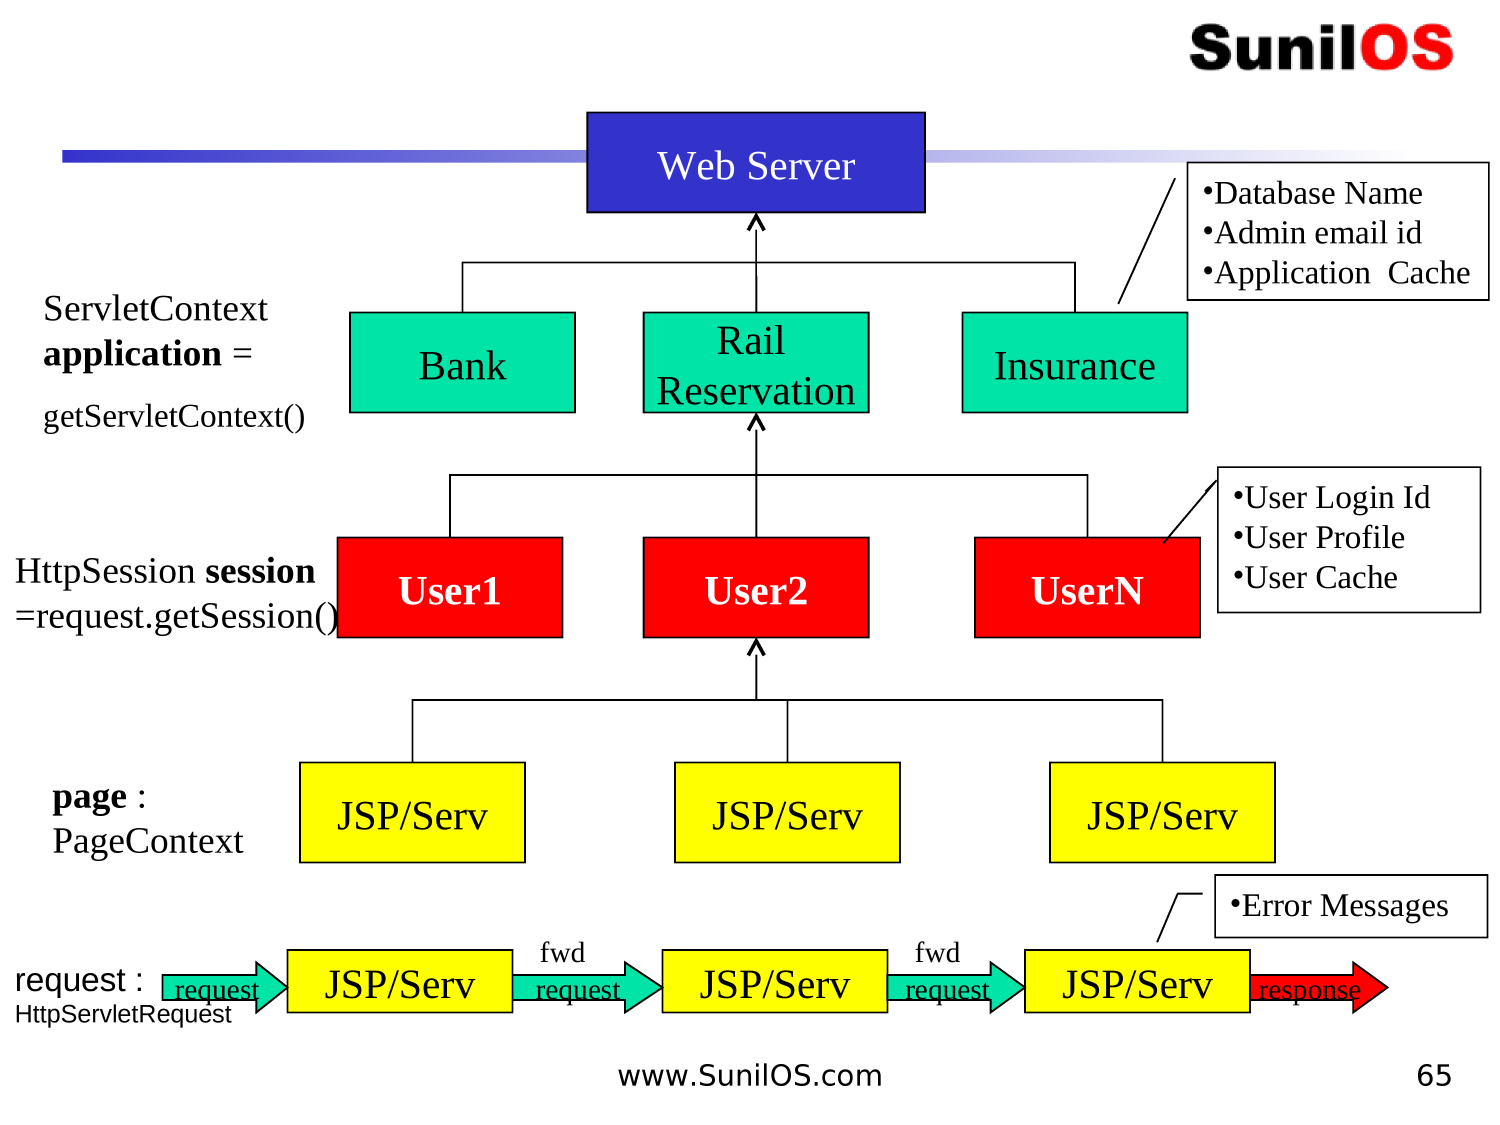 SunilOS
Web Server
•Database Name
•Admin email id
•Application  Cache
ServletContext
application =
getServletContext()
Bank
Rail
Reservation
Insurance
•User Login Id
•User Profile
•User Cache
HttpSession session
=request.getSession()
User1
User2
UserN
page :
PageContext
JSP/Serv
JSP/Serv
JSP/Serv
•Error Messages
request :
HttpServletRequest
request
JSP/Serv
fwd
request
JSP/Serv
fwd
request
JSP/Serv
response
www.SunilOS.com
65